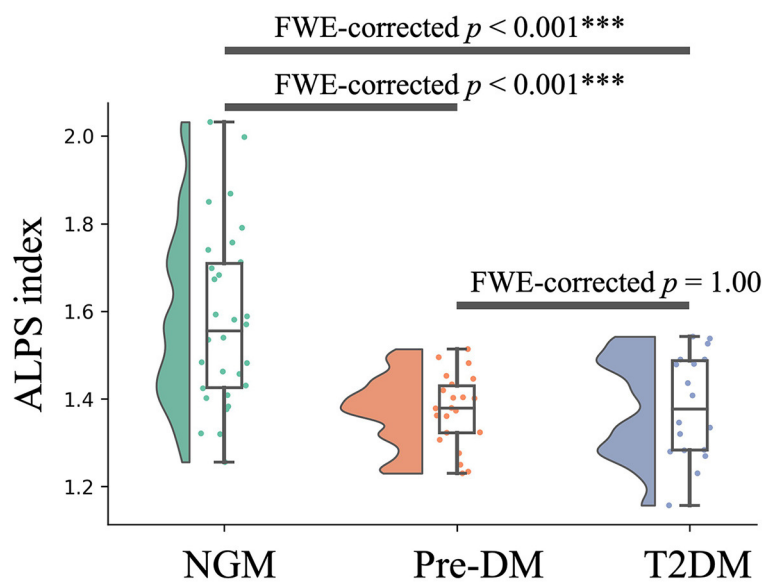 FWE-corrected p < 0.001***
FWE-corrected p < 0.001***
2.0
1.8
FWE-corrected p = 1.00
1.6
1.4
1.2
ALPS index
NGM Pre-DM T2DM